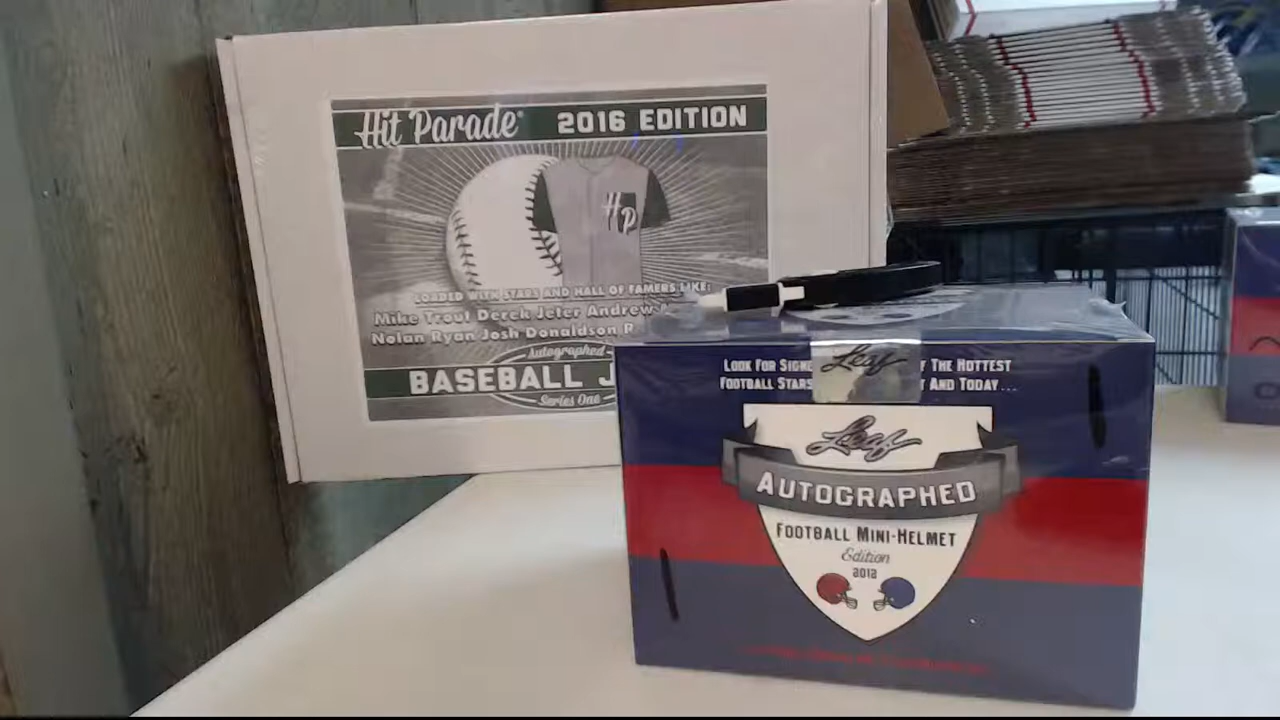 Hit Parade 2016 EDITION
HP
LOADED WITH STARS AND HALL OF FAMERS LIKE:
Mike Trout Derek Jeter Andrew
Nolan Ryan Josh Donaldson R
Autographed
BASEBALL J
Series One
LOOK FOR SIGNE F THE HOTTEST
FOOTBALL STARS AND TODAY...
Leaf
Leaf
AUTOGRAPHED
FOOTBALL MINI-HELMET
Edition
2012